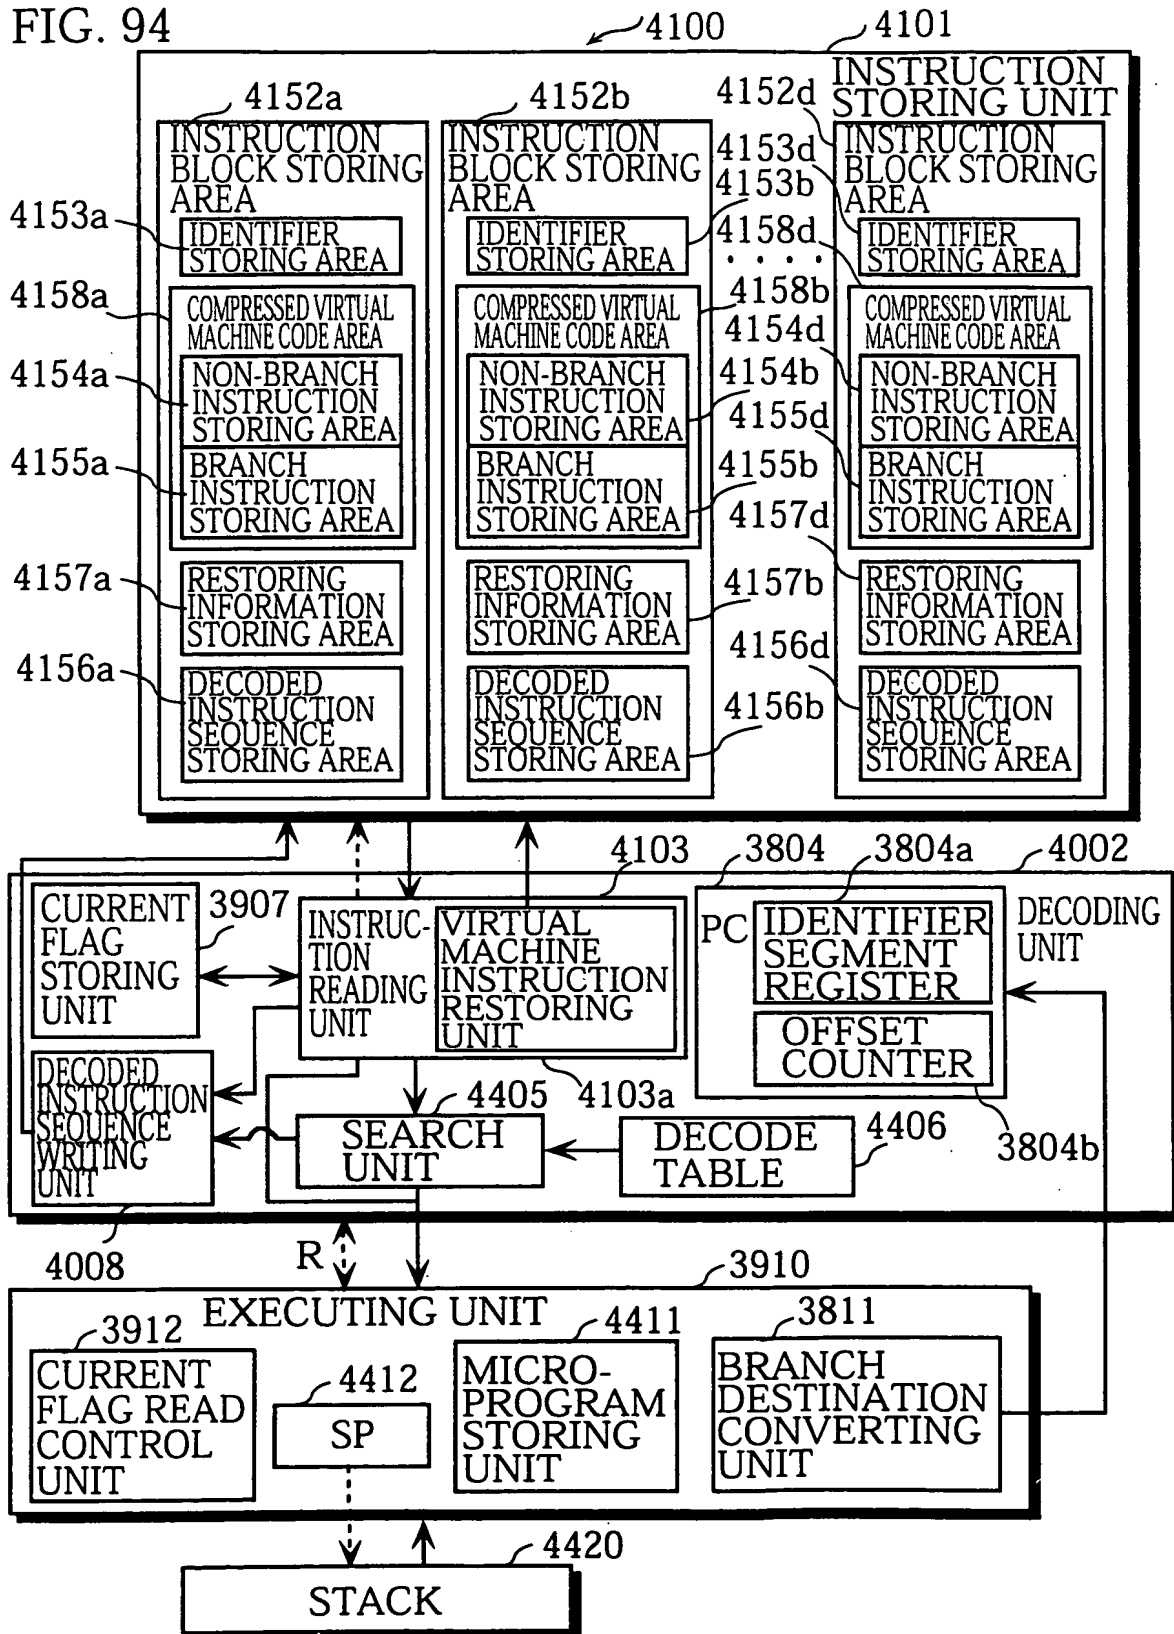 FIG. 94
4100
4101
INSTRUCTION
STORING UNIT
4152a
INSTRUCTION
BLOCK STORING
AREA
4153a
IDENTIFIER
STORING AREA
4158a
COMPRESSED VIRTUAL
MACHINE CODE AREA
4154a
NON-BRANCH
INSTRUCTION
STORING AREA
4155a
BRANCH
INSTRUCTION
STORING AREA
4157a
RESTORING
INFORMATION
STORING AREA
4156a
DECODED
INSTRUCTION
SEQUENCE
STORING AREA
4152b
INSTRUCTION
BLOCK STORING
AREA
4153b
IDENTIFIER
STORING AREA
4158b
COMPRESSED VIRTUAL
MACHINE CODE AREA
4154b
NON-BRANCH
INSTRUCTION
STORING AREA
4155b
BRANCH
INSTRUCTION
STORING AREA
4157b
RESTORING
INFORMATION
STORING AREA
4156b
DECODED
INSTRUCTION
SEQUENCE
STORING AREA
. . . .
4152d
INSTRUCTION
BLOCK STORING
AREA
4153d
IDENTIFIER
STORING AREA
4158d
COMPRESSED VIRTUAL
MACHINE CODE AREA
4154d
NON-BRANCH
INSTRUCTION
STORING AREA
4155d
BRANCH
INSTRUCTION
STORING AREA
4157d
RESTORING
INFORMATION
STORING AREA
4156d
DECODED
INSTRUCTION
SEQUENCE
STORING AREA
4002
DECODING
UNIT
3907
CURRENT
FLAG
STORING
UNIT
4103
INSTRUC-
TION
READING
UNIT
VIRTUAL
MACHINE
INSTRUCTION
RESTORING
UNIT
4103a
3804
PC
3804a
IDENTIFIER
SEGMENT
REGISTER
OFFSET
COUNTER
3804b
DECODED
INSTRUCTION
SEQUENCE
WRITING
UNIT
4008
4405
SEARCH
UNIT
4406
DECODE
TABLE
R
3910
EXECUTING UNIT
3912
CURRENT
FLAG READ
CONTROL
UNIT
4412
SP
4411
MICRO-
PROGRAM
STORING
UNIT
3811
BRANCH
DESTINATION
CONVERTING
UNIT
4420
STACK